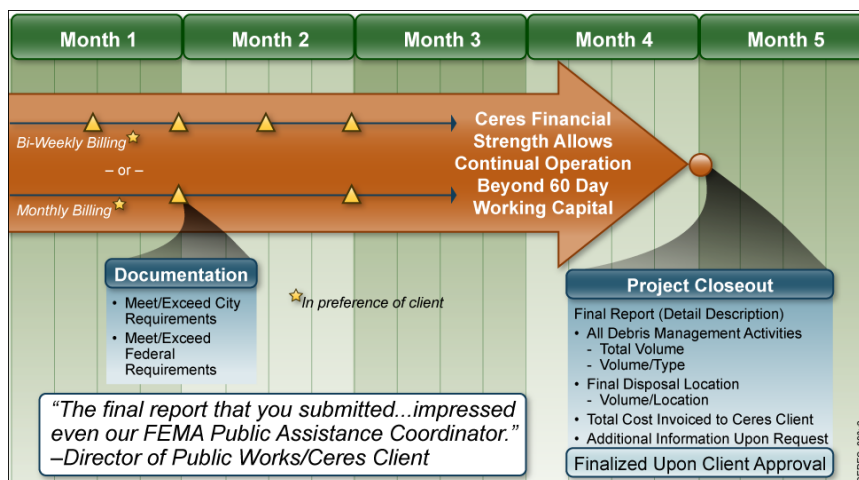 Month 1
Month 2
Month 3
Month 4
Month 5
Bi-Weekly Billing
– or –
Monthly Billing
Ceres Financial
Strength Allows
Continual Operation
Beyond 60 Day
Working Capital
Documentation
• Meet/Exceed City
Requirements
• Meet/Exceed
Federal
Requirements
In preference of client
Project Closeout
Final Report (Detail Description)
• All Debris Management Activities
- Total Volume
- Volume/Type
• Final Disposal Location
- Volume/Location
• Total Cost Invoiced to Ceres Client
• Additional Information Upon Request
Finalized Upon Client Approval
“The final report that you submitted...impressed
even our FEMA Public Assistance Coordinator.”
–Director of Public Works/Ceres Client